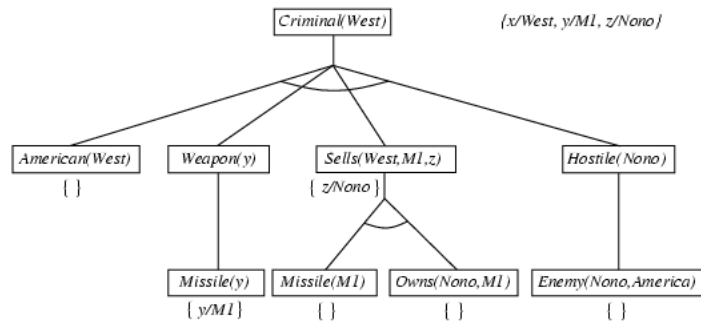 Criminal(West) {x/West, y/M1, z/Nono}
American(West) Weapon(y) Sells(West,M1,z) Hostile(Nono)
{ } { z/Nono }
Missile(y) Missile(M1) Owns(Nono,M1) Enemy(Nono,America)
{ y/M1} { } { } { }